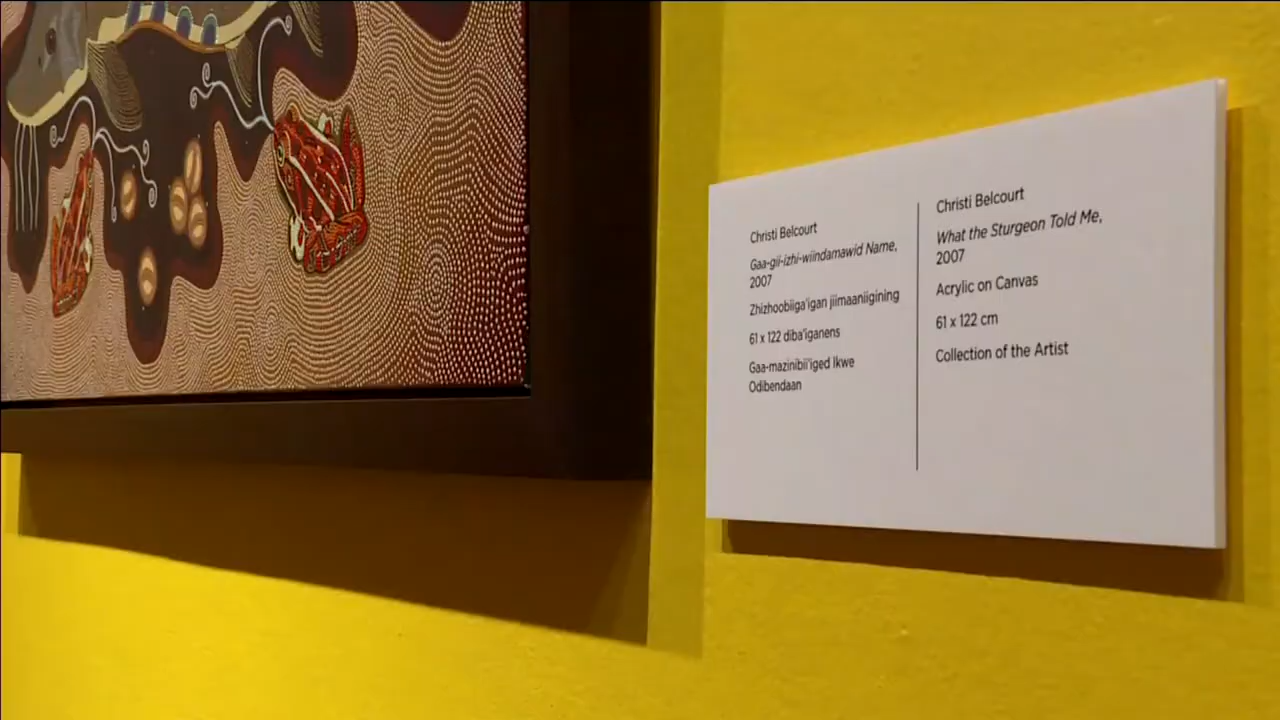 Christi Belcourt
Gaa-gii-izhi-wiindamawid Name,
2007
Zhizhoobiiga'igan jiimaaniigining
61 x 122 diba'iganens
Gaa-mazinibii'iged Ikwe
Odibendaan
Christi Belcourt
What the Sturgeon Told Me,
2007
Acrylic on Canvas
61 x 122 cm
Collection of the Artist